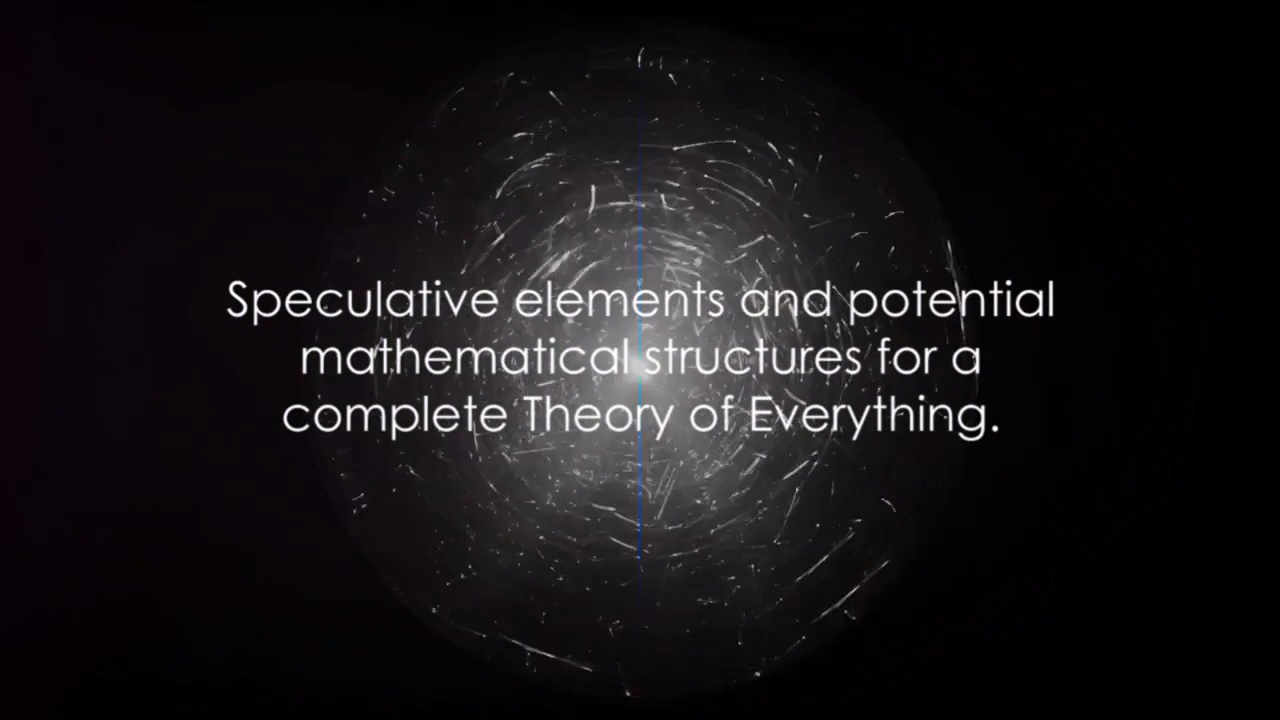 Speculative elements and potential
mathematical structures for a
complete Theory of Everything.